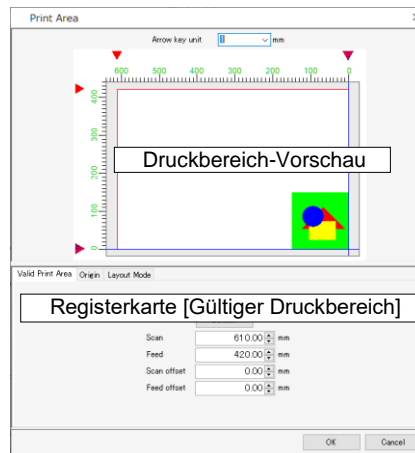 Print Area
Arrow key unit 1 mm
600 500 400 300 200 100 0
400
300
200
100
0
Druckbereich-Vorschau
Valid Print Area Origin Layout Mode
Registerkarte [Gültiger Druckbereich]
Scan 610.00 mm
Feed 420.00 mm
Scan offset 0.00 mm
Feed offset 0.00 mm
OK Cancel